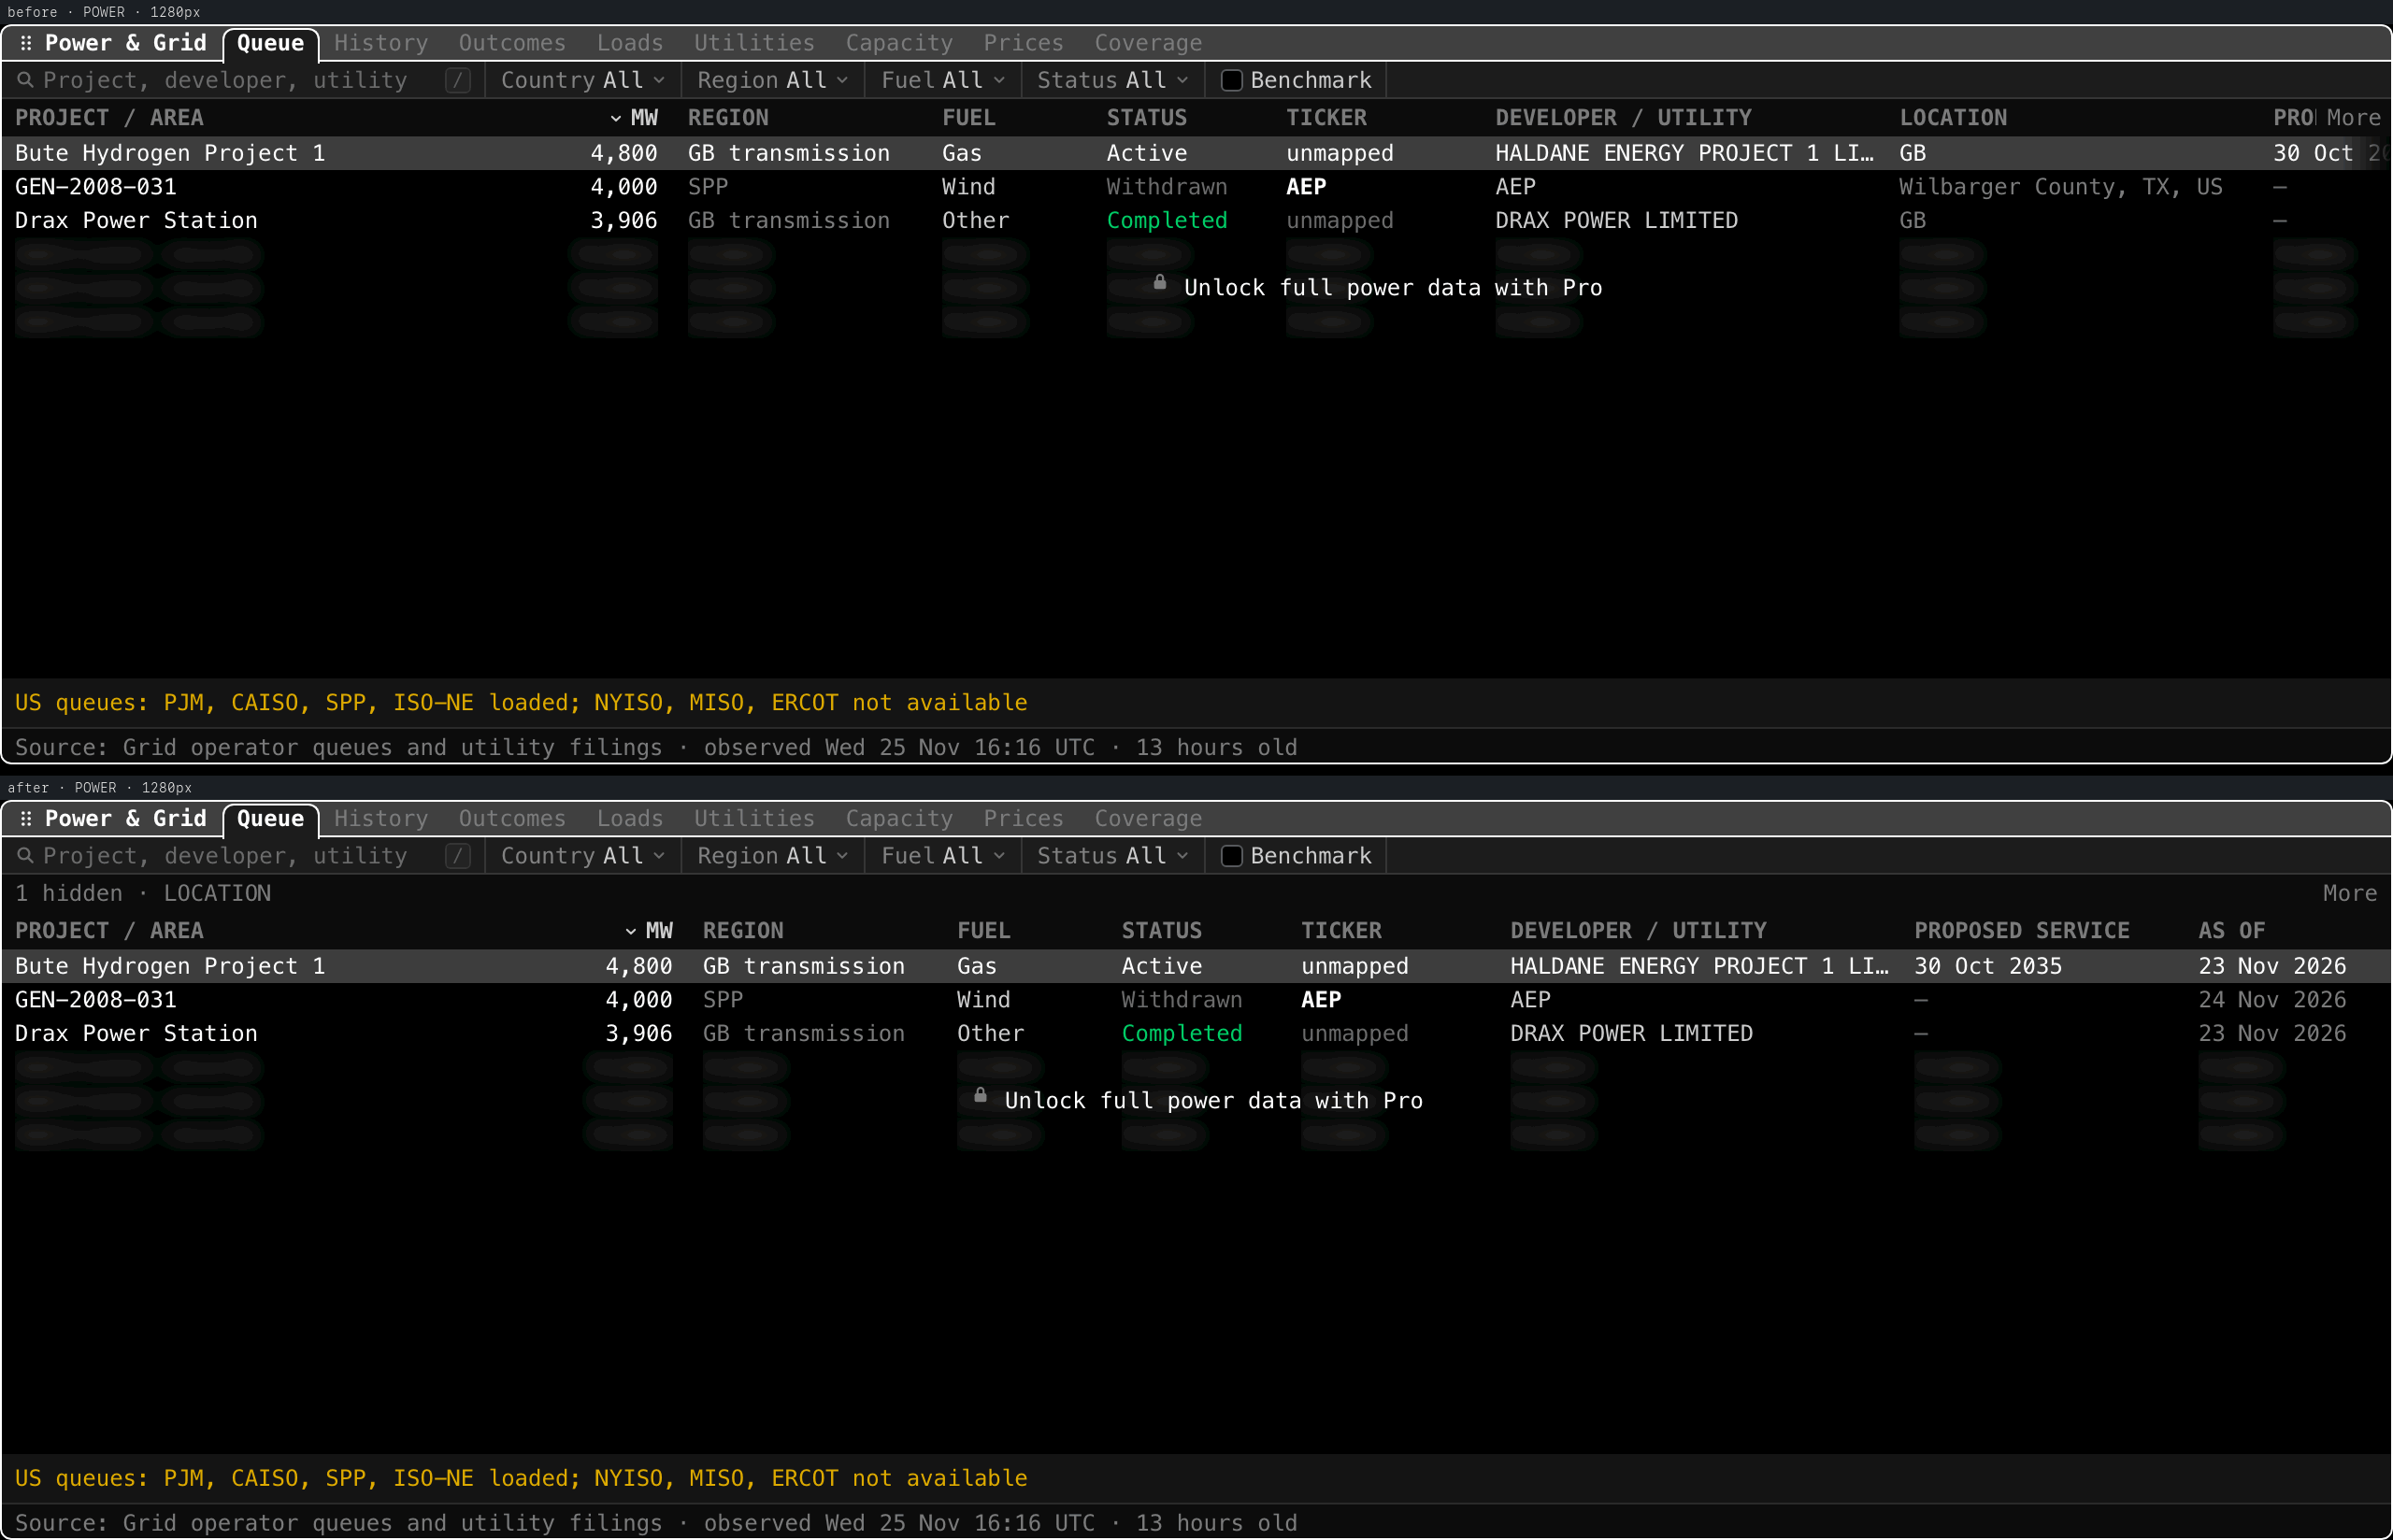 before · POWER · 1280px
Power & Grid Queue History Outcomes Loads Utilities Capacity Prices Coverage
Project, developer, utility / Country All Region All Fuel All Status All Benchmark
PROJECT / AREA MW REGION FUEL STATUS TICKER DEVELOPER / UTILITY LOCATION PRO More
Bute Hydrogen Project 1 4,800 GB transmission Gas Active unmapped HALDANE ENERGY PROJECT 1 LI… GB 30 Oct 20
GEN-2008-031 4,000 SPP Wind Withdrawn AEP AEP Wilbarger County, TX, US —
Drax Power Station 3,906 GB transmission Other Completed unmapped DRAX POWER LIMITED GB —
Unlock full power data with Pro
US queues: PJM, CAISO, SPP, ISO-NE loaded; NYISO, MISO, ERCOT not available
Source: Grid operator queues and utility filings · observed Wed 25 Nov 16:16 UTC · 13 hours old
after · POWER · 1280px
Power & Grid Queue History Outcomes Loads Utilities Capacity Prices Coverage
Project, developer, utility / Country All Region All Fuel All Status All Benchmark
1 hidden · LOCATION More
PROJECT / AREA MW REGION FUEL STATUS TICKER DEVELOPER / UTILITY PROPOSED SERVICE AS OF
Bute Hydrogen Project 1 4,800 GB transmission Gas Active unmapped HALDANE ENERGY PROJECT 1 LI… 30 Oct 2035 23 Nov 2026
GEN-2008-031 4,000 SPP Wind Withdrawn AEP AEP — 24 Nov 2026
Drax Power Station 3,906 GB transmission Other Completed unmapped DRAX POWER LIMITED — 23 Nov 2026
Unlock full power data with Pro
US queues: PJM, CAISO, SPP, ISO-NE loaded; NYISO, MISO, ERCOT not available
Source: Grid operator queues and utility filings · observed Wed 25 Nov 16:16 UTC · 13 hours old